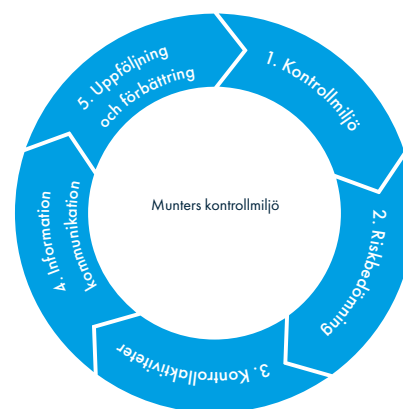 1. Kontrollmiljö
2. Riskbedömning
3. Kontrollaktiviteter
4. Information
kommunikation
5. Uppföljning
och förbättring
Munters kontrollmiljö